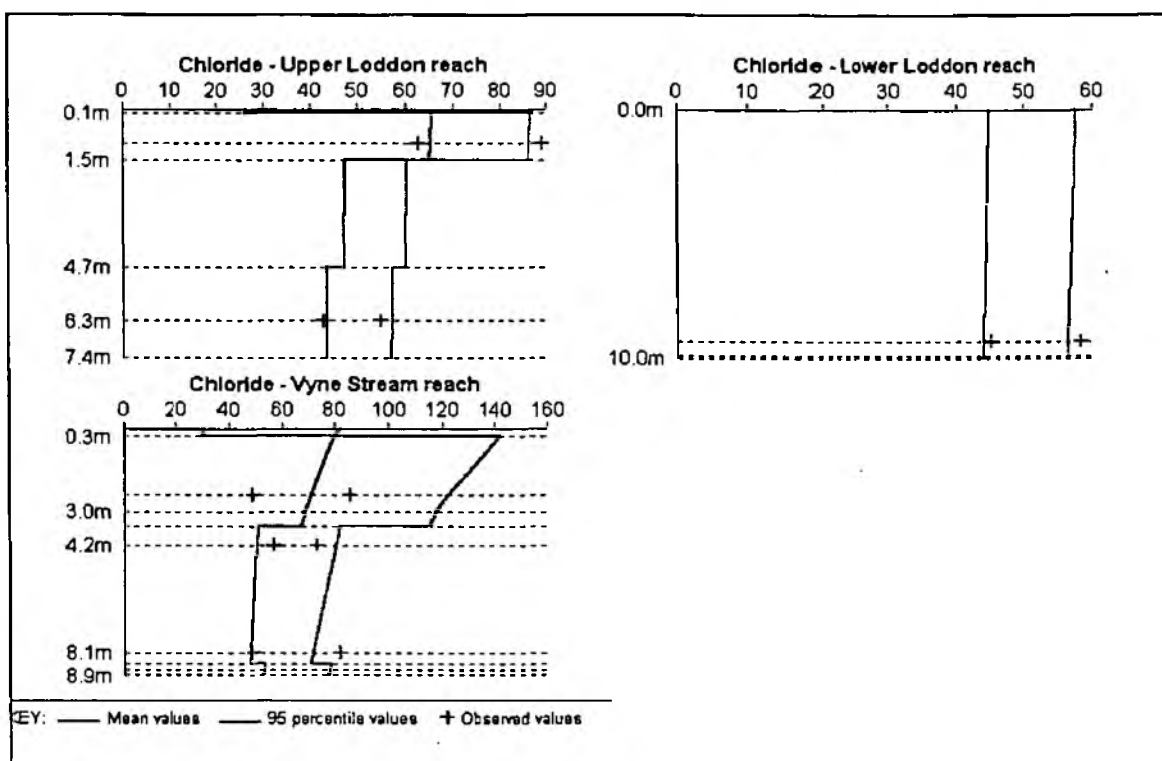 Chloride - Upper Loddon reach
0 10 20 30 40 50 60 70 80 90
0.1m
1.5m
4.7m
6.3m
7.4m
Chloride - Lower Loddon reach
0 10 20 30 40 50 60
0.0m
10.0m
Chloride - Vyne Stream reach
0 20 40 60 80 100 120 140 160
0.3m
3.0m
4.2m
8.1m
8.9m
KEY: Mean values 95 percentile values + Observed values